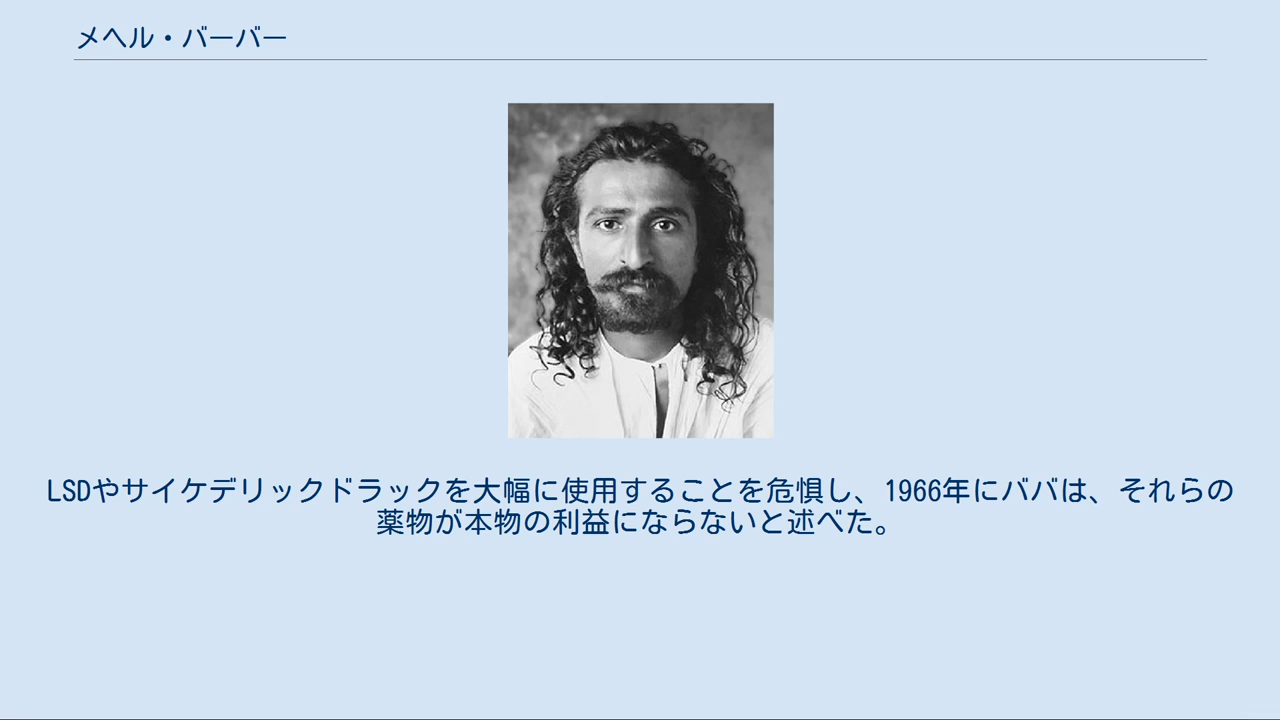 メヘル・バーバー
LSDやサイケデリックドラックを大幅に使用することを危惧し、1966年にババは、それらの
薬物が本物の利益にならないと述べた。